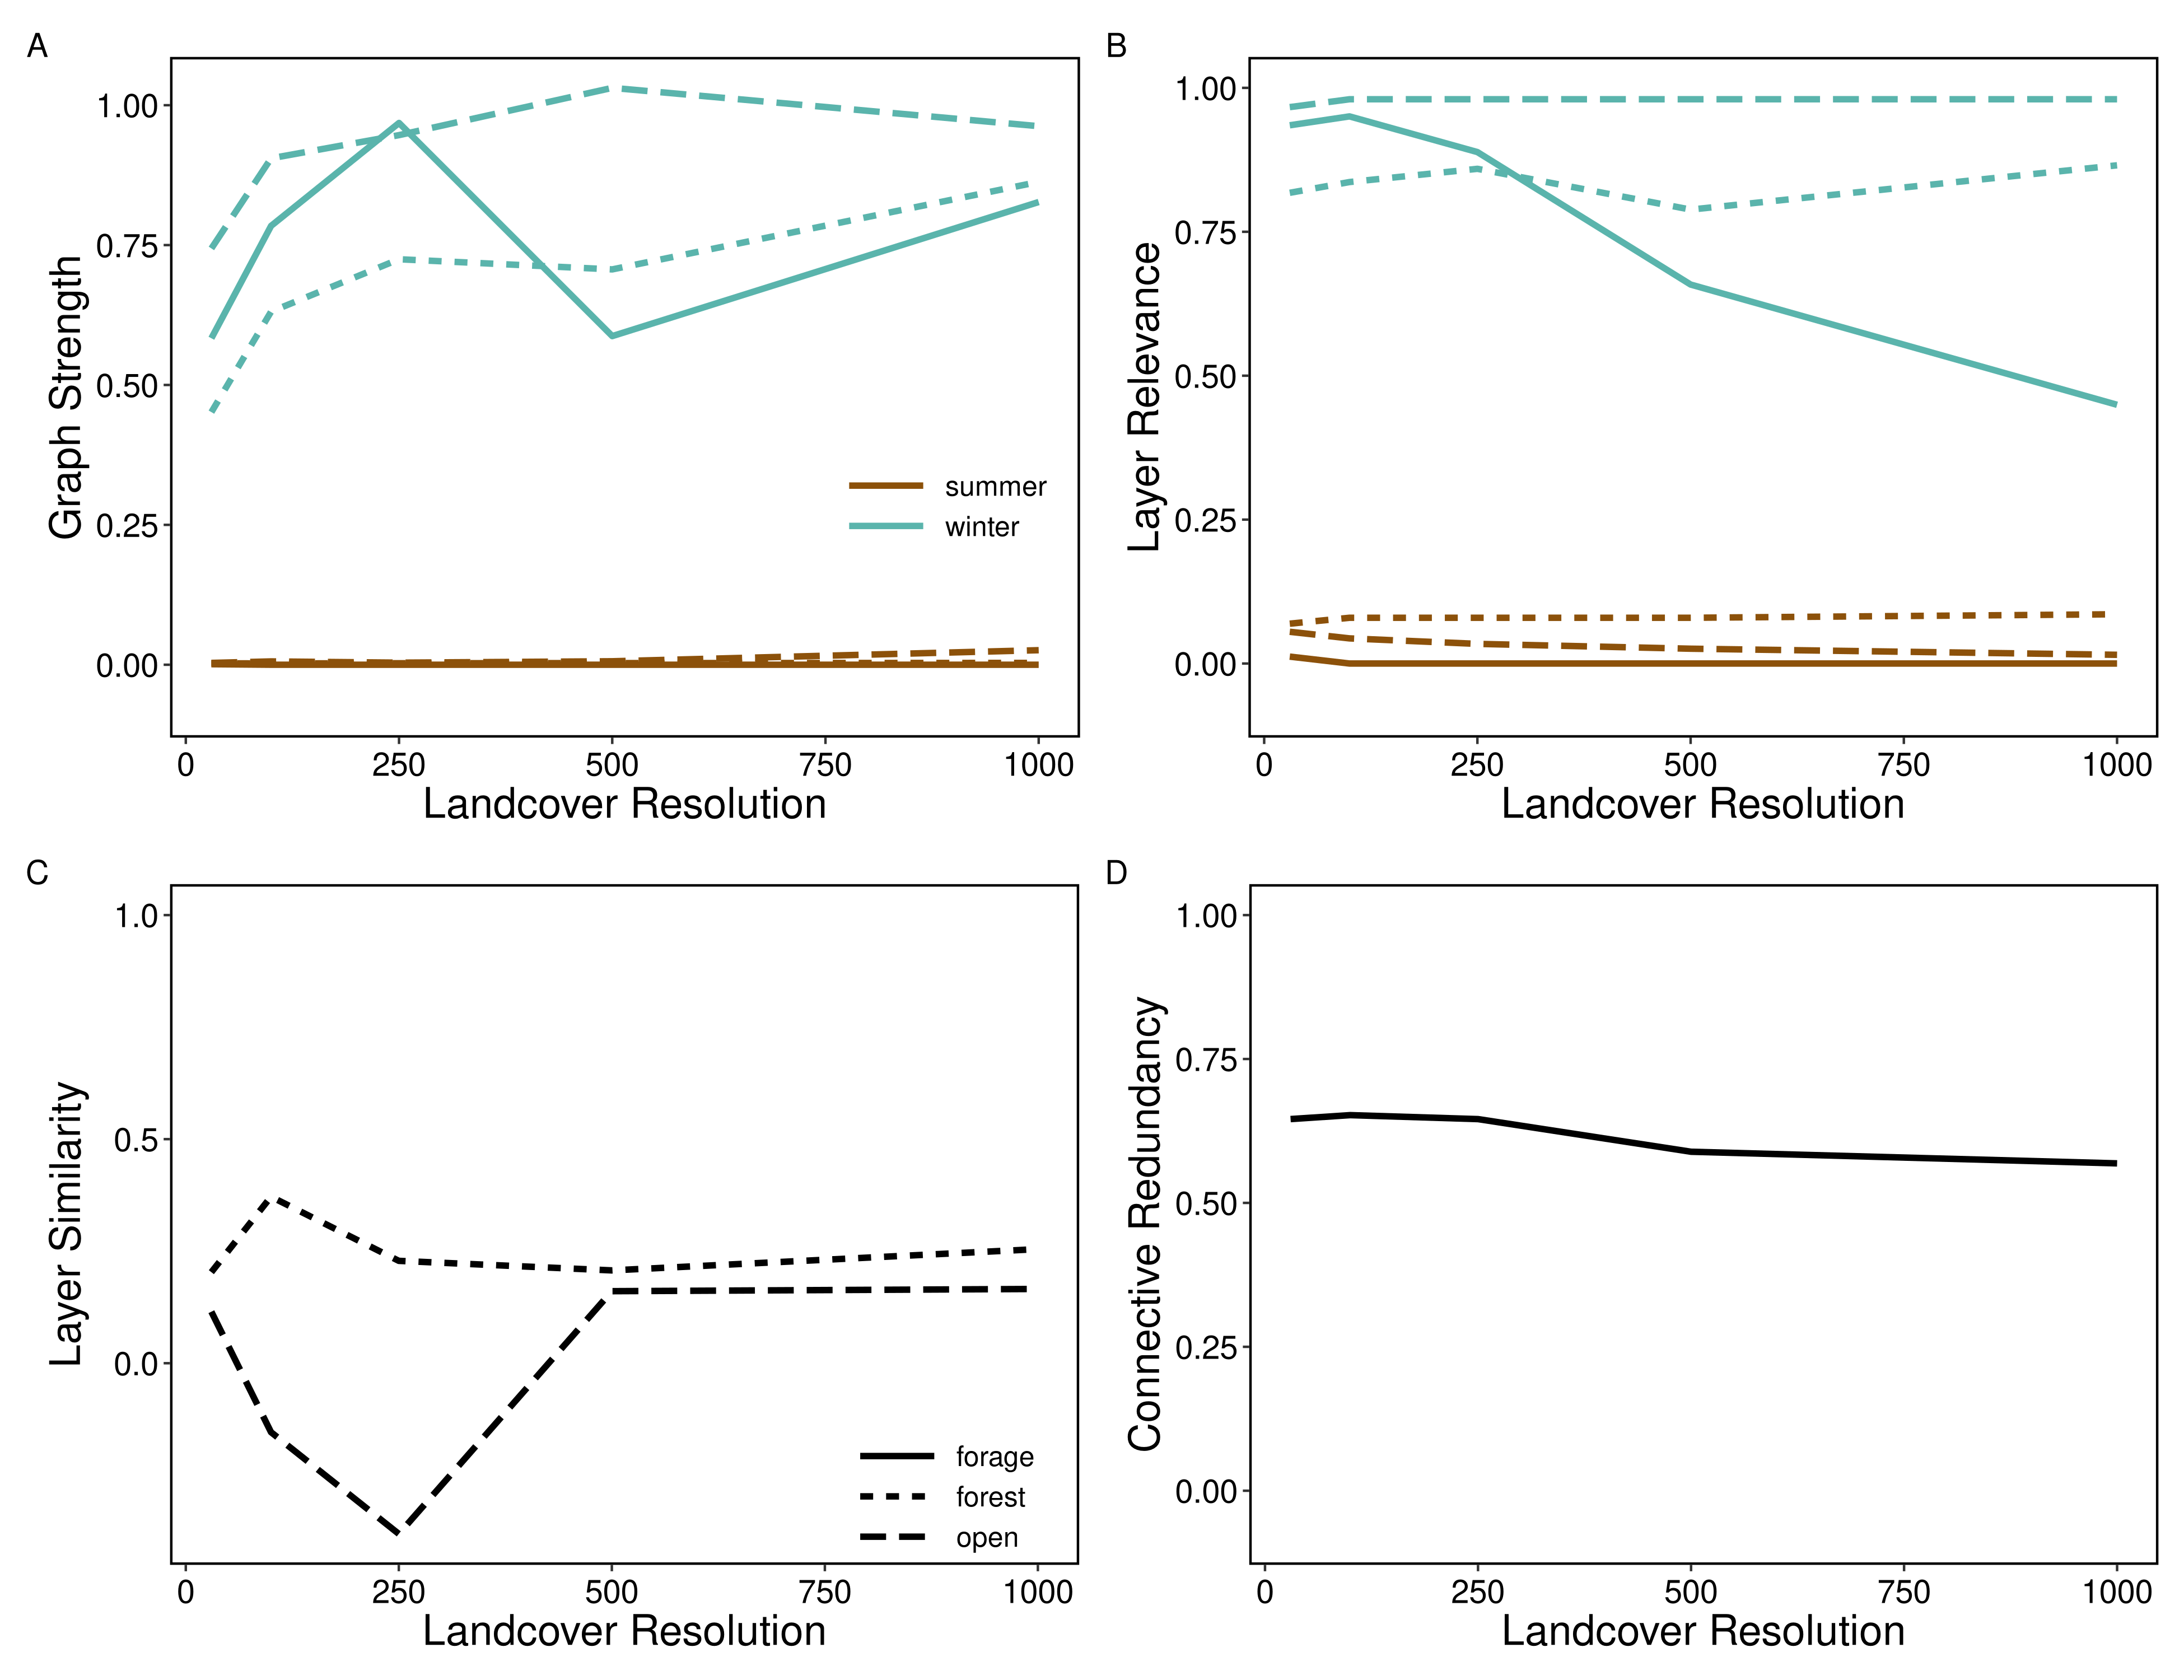 A
Graph Strength
1.00
0.75
0.50
0.25
0.00
summer
winter
0 250 500 750 1000
Landcover Resolution
B
Layer Relevance
1.00
0.75
0.50
0.25
0.00
0 250 500 750 1000
Landcover Resolution
C
Layer Similarity
1.0
0.5
0.0
forage
forest
open
0 250 500 750 1000
Landcover Resolution
D
Connective Redundancy
1.00
0.75
0.50
0.25
0.00
0 250 500 750 1000
Landcover Resolution